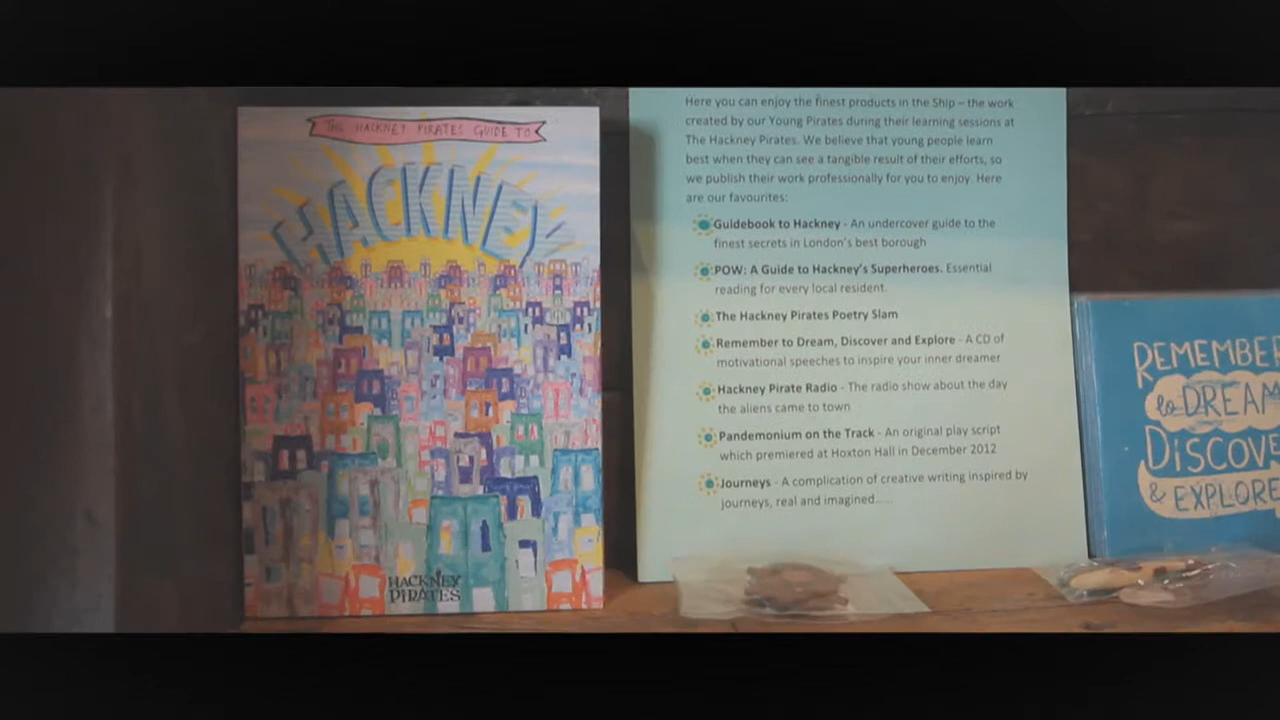 THE HACKNEY PIRATES GUIDE TO
HACKNEY
HACKNEY
PIRATES
Here you can enjoy the finest products in the Ship – the work
created by our Young Pirates during their learning sessions at
The Hackney Pirates. We believe that young people learn
best when they can see a tangible result of their efforts, so
we publish their work professionally for you to enjoy. Here
are our favourites:
Guidebook to Hackney - An undercover guide to the
finest secrets in London's best borough
POW: A Guide to Hackney's Superheroes. Essential
reading for every local resident.
The Hackney Pirates Poetry Slam
Remember to Dream, Discover and Explore - A CD of
motivational speeches to inspire your inner dreamer
Hackney Pirate Radio - The radio show about the day
the aliens came to town
Pandemonium on the Track - An original play script
which premiered at Hoxton Hall in December 2012
Journeys - A complication of creative writing inspired by
journeys, real and imagined.....
REMEMBE
to DREAM
DISCOVE
& EXPLORE